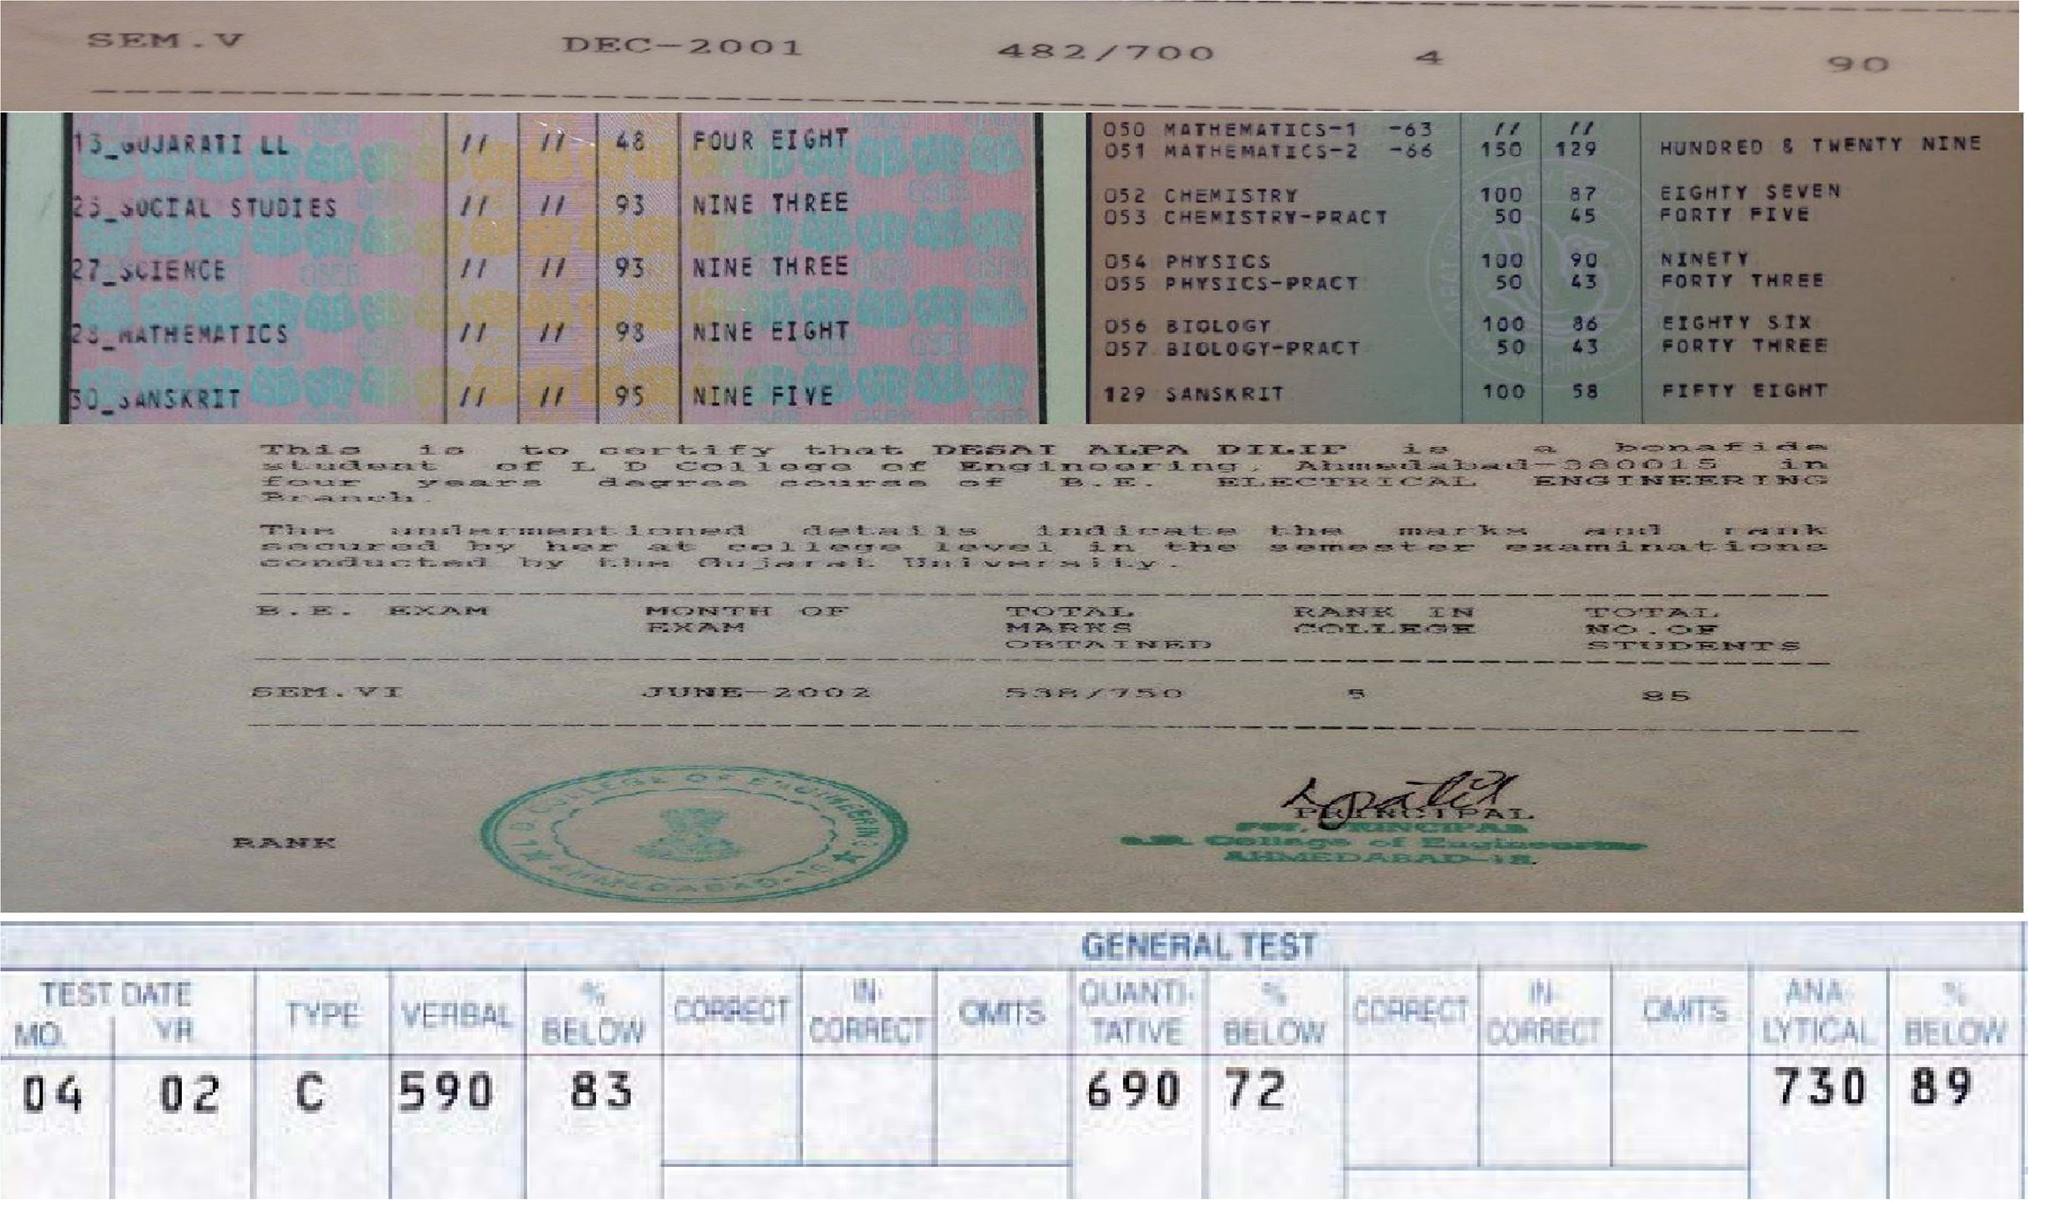 SEM.V DEC-2001 482/700 4 90
13_GUJARATI LL // // 48 FOUR EIGHT
25_SOCIAL STUDIES // // 93 NINE THREE
27_SCIENCE // // 93 NINE THREE
28_MATHEMATICS // // 98 NINE EIGHT
30_SANSKRIT // // 95 NINE FIVE
050 MATHEMATICS-1 -63 // //
051 MATHEMATICS-2 -66 150 129 HUNDRED & TWENTY NINE
052 CHEMISTRY 100 87 EIGHTY SEVEN
053 CHEMISTRY-PRACT 50 45 FORTY FIVE
054 PHYSICS 100 90 NINETY
055 PHYSICS-PRACT 50 43 FORTY THREE
056 BIOLOGY 100 86 EIGHTY SIX
057 BIOLOGY-PRACT 50 43 FORTY THREE
129 SANSKRIT 100 58 FIFTY EIGHT
This is to certify that DESAI ALPA DILIP is a bonafide
student of L D College of Engineering, Ahmedabad-380015 in
four years degree course of B.E. ELECTRICAL ENGINEERING
Branch.
The undermentioned details indicate the marks and rank
secured by her at college level in the semester examinations
conducted by the Gujarat University.
B.E. EXAM MONTH OF TOTAL RANK IN TOTAL
EXAM MARKS COLLEGE NO.OF
OBTAINED STUDENTS
SEM.VI JUNE-2002 538/750 5 85
PRINCIPAL
For, PRINCIPAL
RANK L D COLLEGE OF ENGINEERING AHMEDABAD-15
College of Engineering
AHMEDABAD-15
GENERAL TEST
TEST DATE TYPE VERBAL % BELOW CORRECT IN-CORRECT OMITS QUANTI-TATIVE % BELOW CORRECT IN-CORRECT OMITS ANA-LYTICAL % BELOW
MO. YR
04 02 C 590 83 690 72 730 89